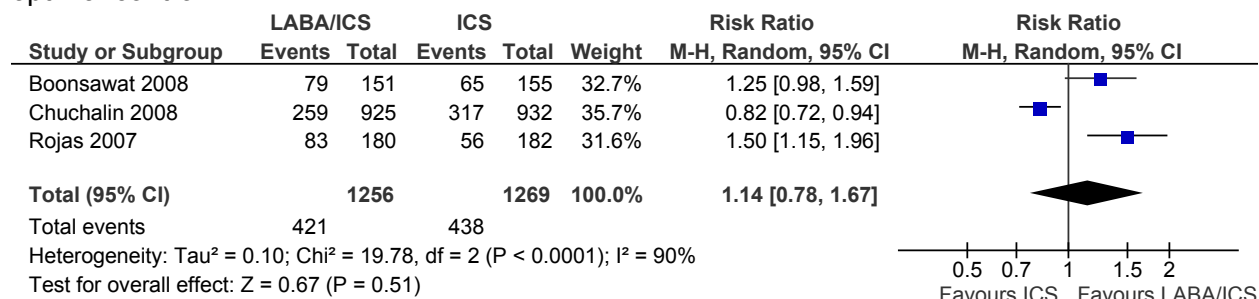 LABA/ICS ICS Risk Ratio Risk Ratio
Study or Subgroup Events Total Events Total Weight M-H, Random, 95% CI M-H, Random, 95% CI
Boonsawat 2008 79 151 65 155 32.7% 1.25 [0.98, 1.59]
Chuchalin 2008 259 925 317 932 35.7% 0.82 [0.72, 0.94]
Rojas 2007 83 180 56 182 31.6% 1.50 [1.15, 1.96]
Total (95% CI) 1256 1269 100.0% 1.14 [0.78, 1.67]
Total events 421 438
Heterogeneity: Tau² = 0.10; Chi² = 19.78, df = 2 (P < 0.0001); I² = 90%
Test for overall effect: Z = 0.67 (P = 0.51)
0.5 0.7 1 1.5 2
Favours ICS Favours LABA/ICS